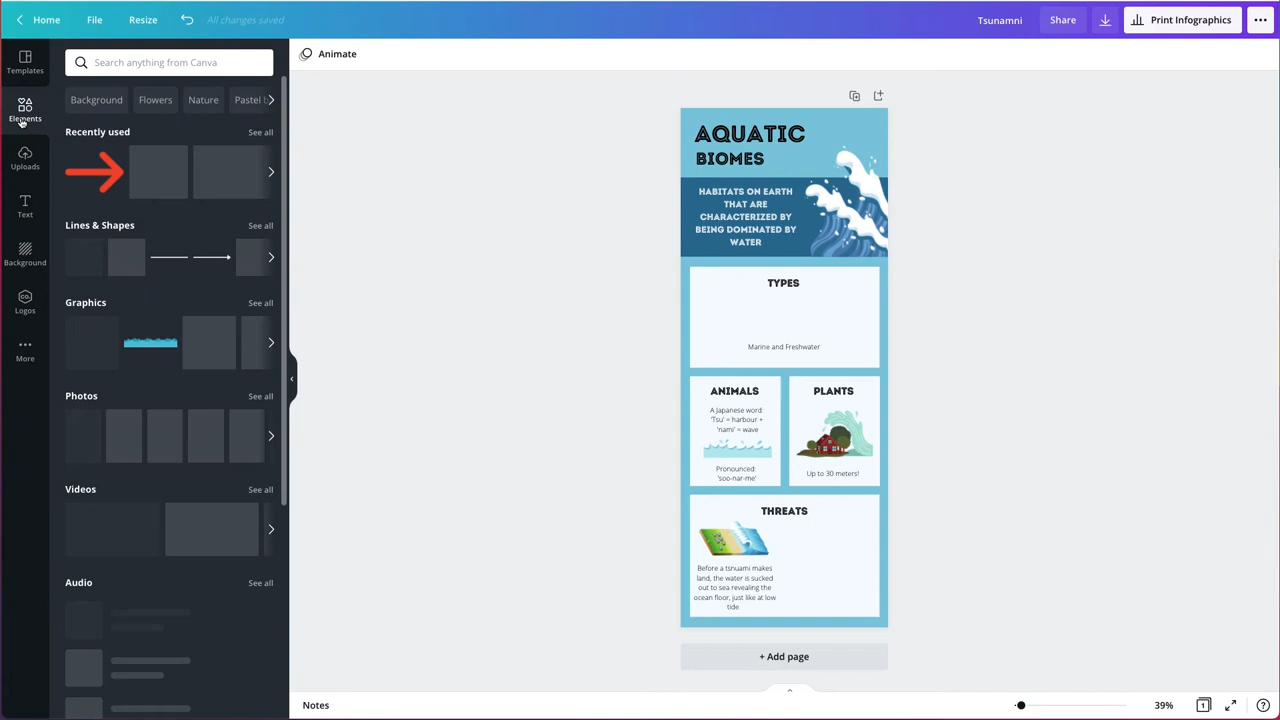 Home File Resize All changes saved Tsunamni Share Print Infographics
Templates
Elements
Uploads
Text
Background
Logos
CO.
More
Search anything from Canva
Background Flowers Nature Pastel
Recently used See all
Lines & Shapes See all
Graphics See all
Photos See all
Videos See all
Audio See all
Animate
AQUATIC
BIOMES
HABITATS ON EARTH
THAT ARE
CHARACTERIZED BY
BEING DOMINATED BY
WATER
TYPES
Marine and Freshwater
ANIMALS
A Japanese word:
'Tsu' = harbour +
'nami' = wave
Pronounced:
'soo-nar-me'
PLANTS
Up to 30 meters!
THREATS
Before a tsnuami makes
land, the water is sucked
out to sea revealing the
ocean floor, just like at low
tide.
+ Add page
Notes 39% 1 ?